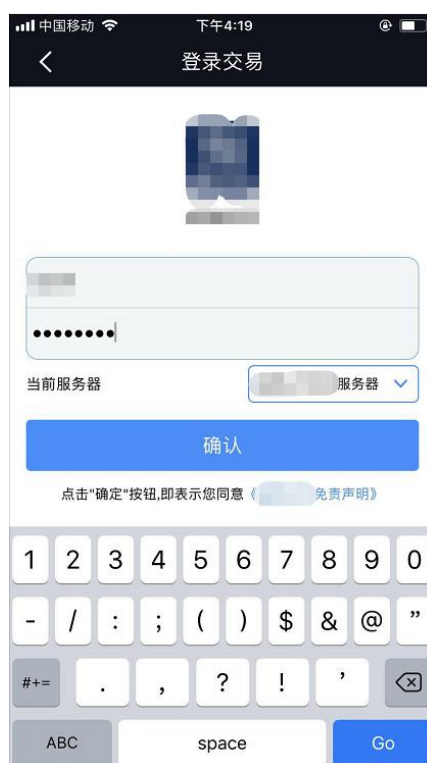 中国移动 下午4:19
登录交易
••••••••
当前服务器 服务器
确认
点击"确定"按钮,即表示您同意《 免责声明》
1 2 3 4 5 6 7 8 9 0
- / : ; ( ) $ & @ ”
#+= . , ? ! ’
ABC space Go